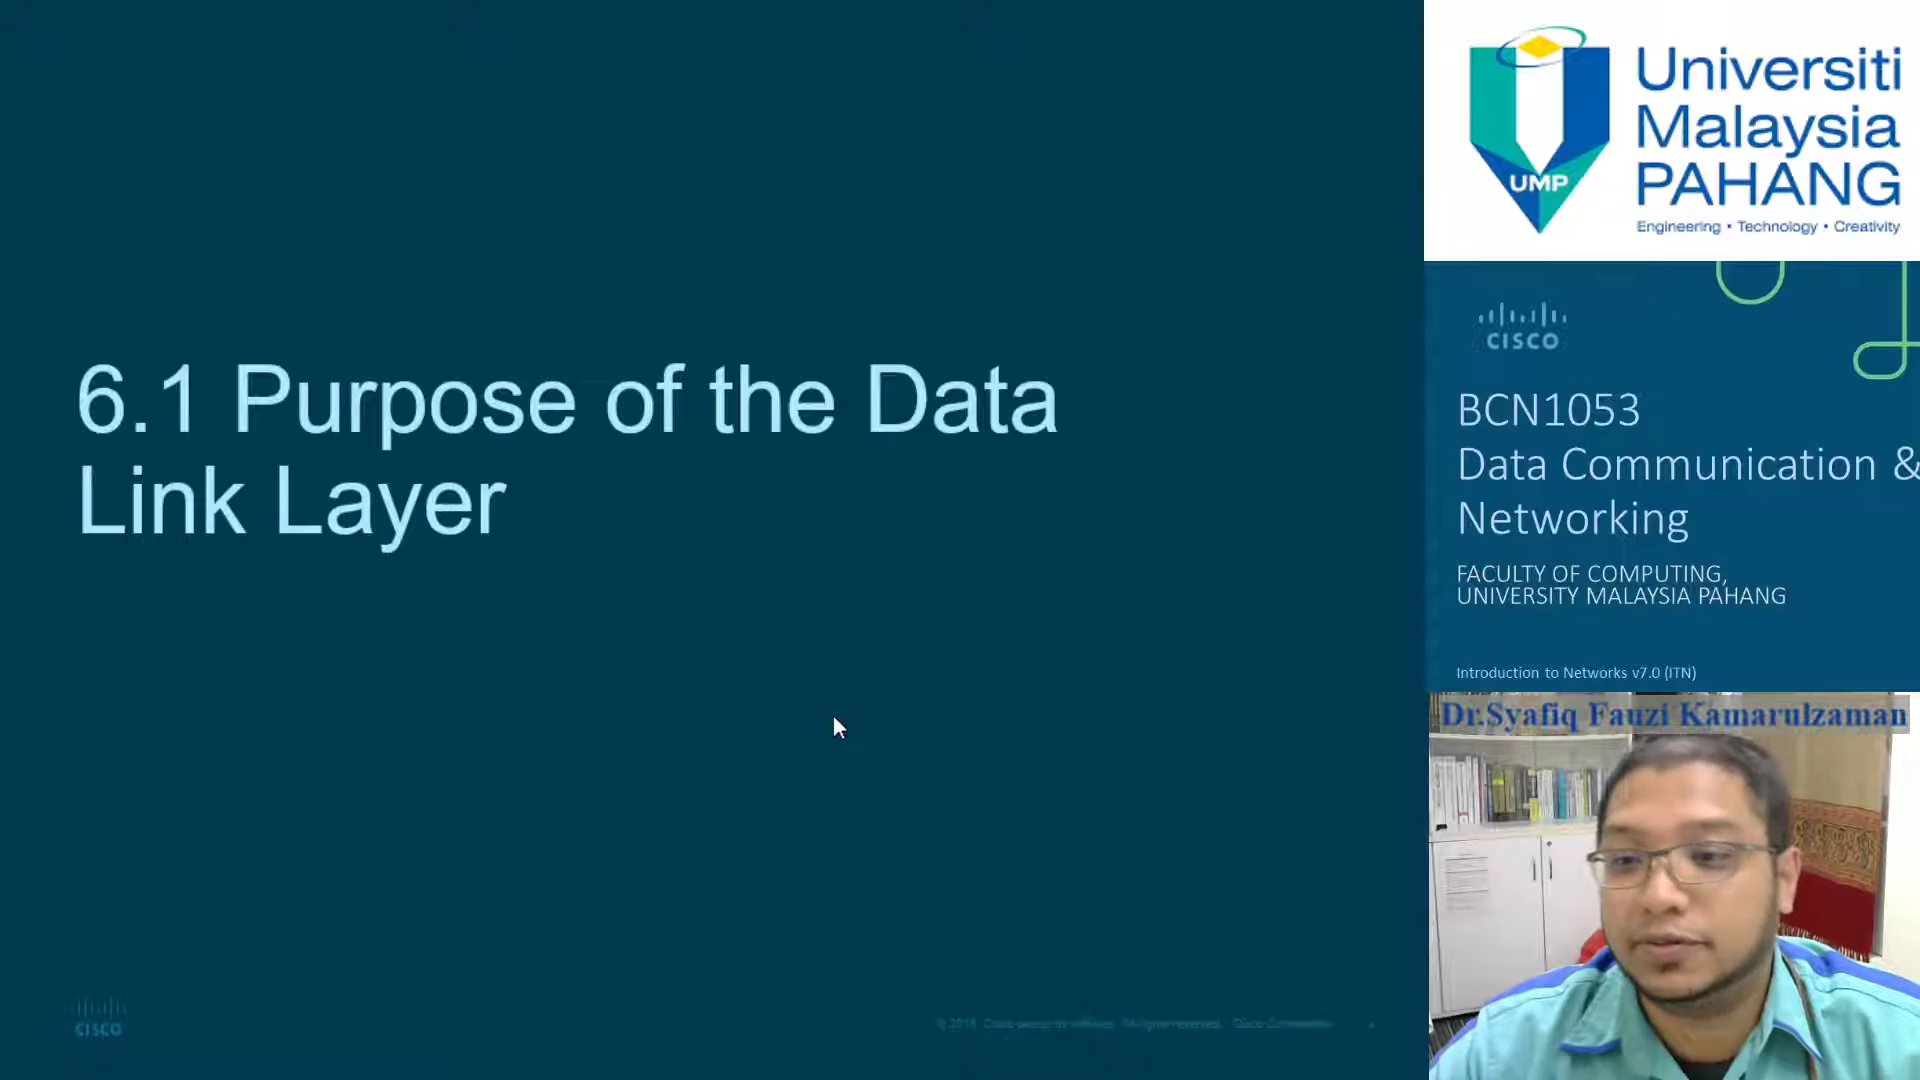 6.1 Purpose of the Data
Link Layer
CISCO
Universiti
Malaysia
PAHANG
Engineering • Technology • Creativity
UMP
CISCO
BCN1053
Data Communication &
Networking
FACULTY OF COMPUTING,
UNIVERSITY MALAYSIA PAHANG
Introduction to Networks v7.0 (ITN)
Dr.Syafiq Fauzi Kamarulzaman